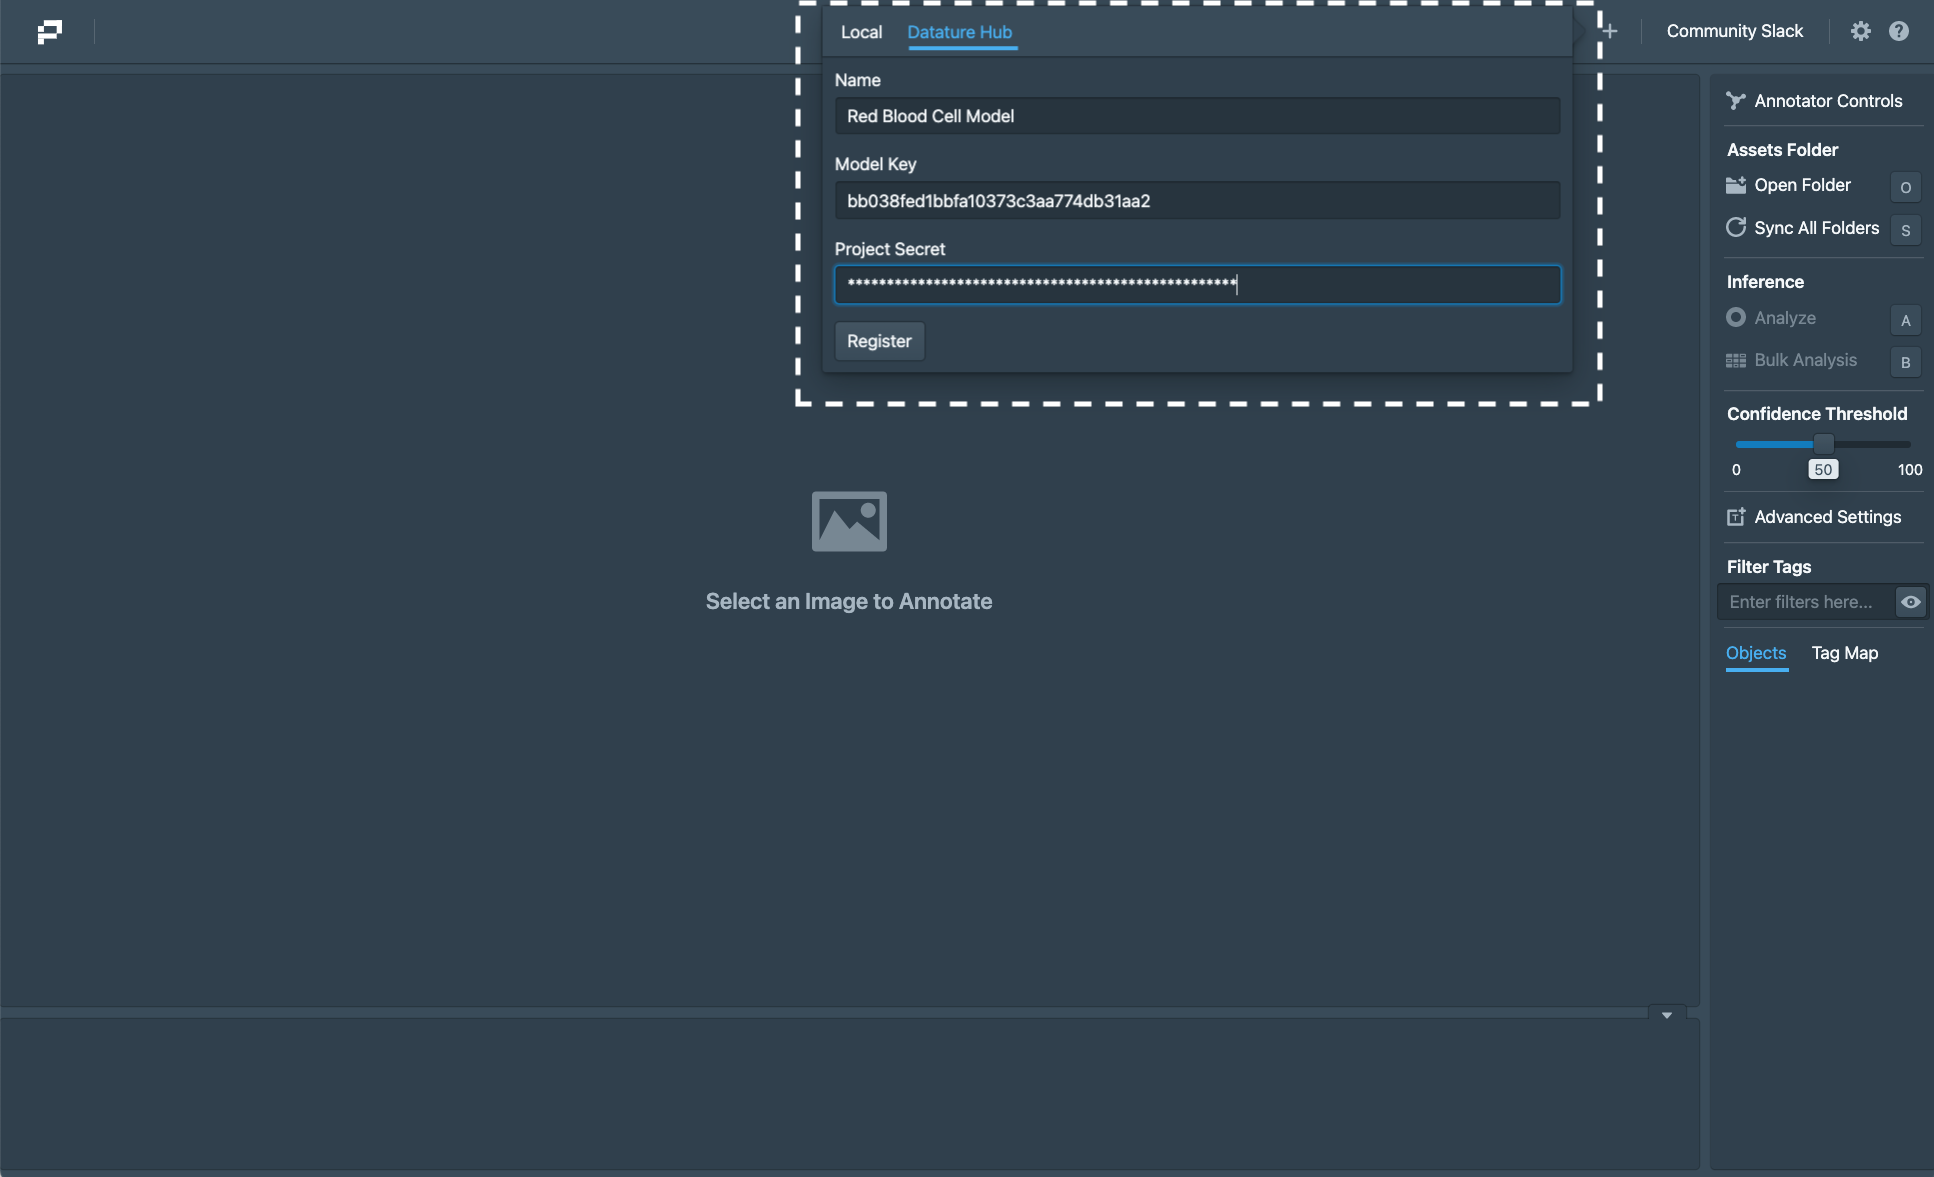 Local Datature Hub
Community Slack
Name
Red Blood Cell Model
Model Key
bb038fed1bbfa10373c3aa774db31aa2
Project Secret
**************************************************
Register
Select an Image to Annotate
Annotator Controls
Assets Folder
Open Folder O
Sync All Folders S
Inference
Analyze A
Bulk Analysis B
Confidence Threshold
0 50 100
Advanced Settings
Filter Tags
Enter filters here...
Objects Tag Map